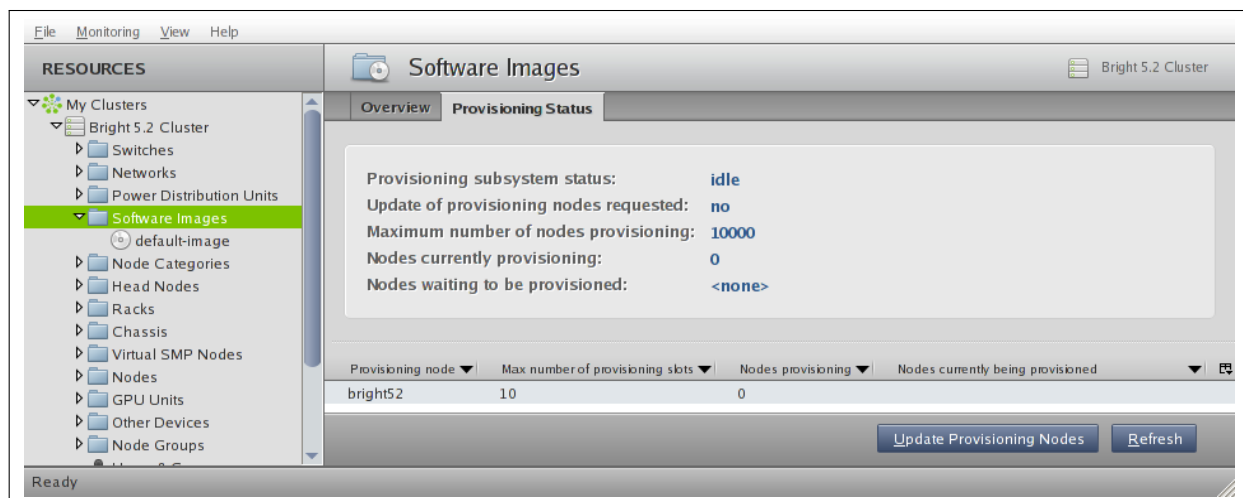 File Monitoring View Help
RESOURCES
My Clusters
Bright 5.2 Cluster
Switches
Networks
Power Distribution Units
Software Images
default-image
Node Categories
Head Nodes
Racks
Chassis
Virtual SMP Nodes
Nodes
GPU Units
Other Devices
Node Groups
Software Images
Bright 5.2 Cluster
Overview Provisioning Status
Provisioning subsystem status: idle
Update of provisioning nodes requested: no
Maximum number of nodes provisioning: 10000
Nodes currently provisioning: 0
Nodes waiting to be provisioned: <none>
Provisioning node Max number of provisioning slots Nodes provisioning Nodes currently being provisioned
bright52 10 0
Update Provisioning Nodes Refresh
Ready